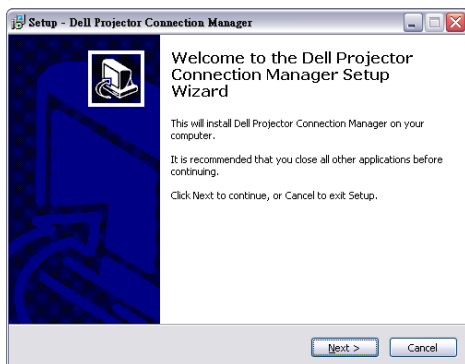 Setup - Dell Projector Connection Manager
Welcome to the Dell Projector
Connection Manager Setup
Wizard
This will install Dell Projector Connection Manager on your
computer.
It is recommended that you close all other applications before
continuing.
Click Next to continue, or Cancel to exit Setup.
Next > Cancel